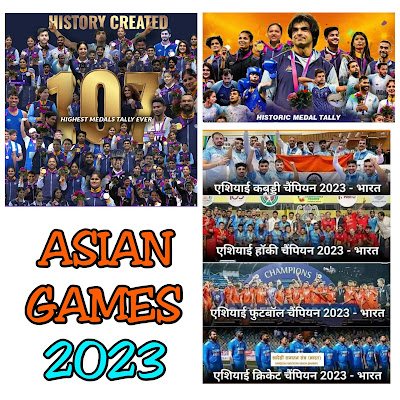 HISTORY CREATED
107
HIGHEST MEDALS TALLY EVER
HISTORIC MEDAL TALLY
एशियाई कबड्डी चैंपियन 2023 - भारत
एशियाई हॉकी चैंपियन 2023 - भारत
CHAMPIONS
एशियाई फुटबॉल चैंपियन 2023 - भारत
एशियाई क्रिकेट चैंपियन 2023 - भारत
ASIAN
GAMES
2023